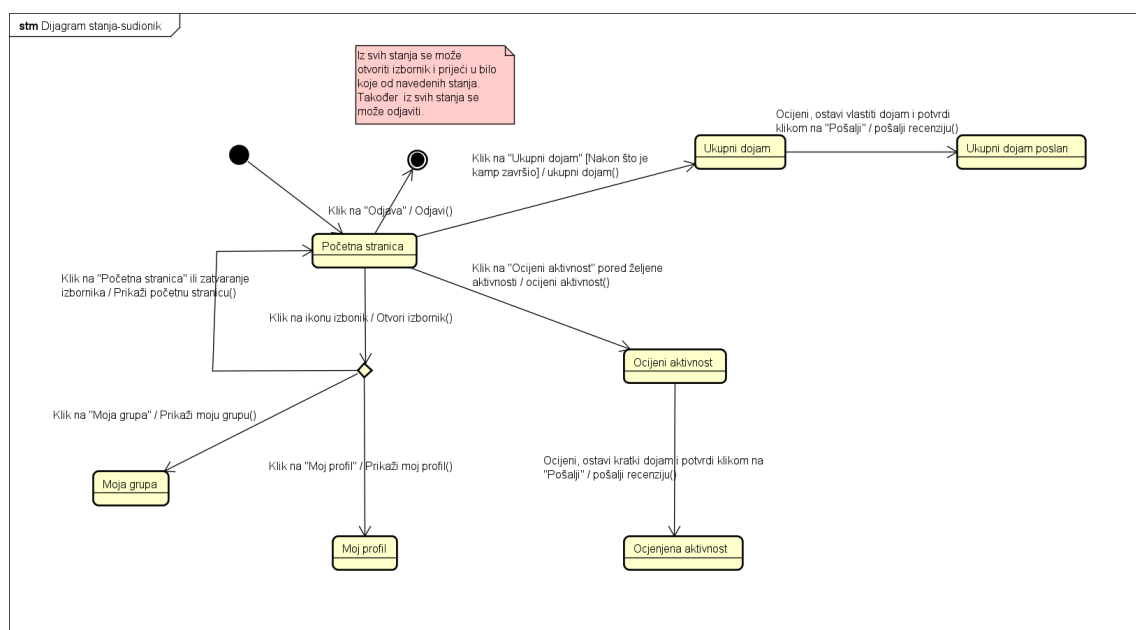 stm Dijagram stanja-sudionik
Iz svih stanja se može
otvoriti izbornik i prijeći u bilo
koje od navedenih stanja.
Također iz svih stanja se
može odjaviti.
Ocijeni, ostavi vlastiti dojam i potvrdi
klikom na "Pošalji" / pošalji recenziju()
Ukupni dojam
Ukupni dojam poslan
Klik na "Ukupni dojam" [Nakon što je
kamp završio] / ukupni dojam()
Klik na "Odjava" / Odjavi()
Početna stranica
Klik na "Početna stranica" ili zatvaranje
izbornika / Prikaži početnu stranicu()
Klik na "Ocijeni aktivnost" pored željene
aktivnosti / ocijeni aktivnost()
Klik na ikonu izbonik / Otvori izbornik()
Ocijeni aktivnost
Klik na "Moja grupa" / Prikaži moju grupu()
Klik na "Moj profil" / Prikaži moj profil()
Ocijeni, ostavi kratki dojam i potvrdi klikom na
"Pošalji" / pošalji recenziju()
Moja grupa
Moj profil
Ocjenjena aktivnost